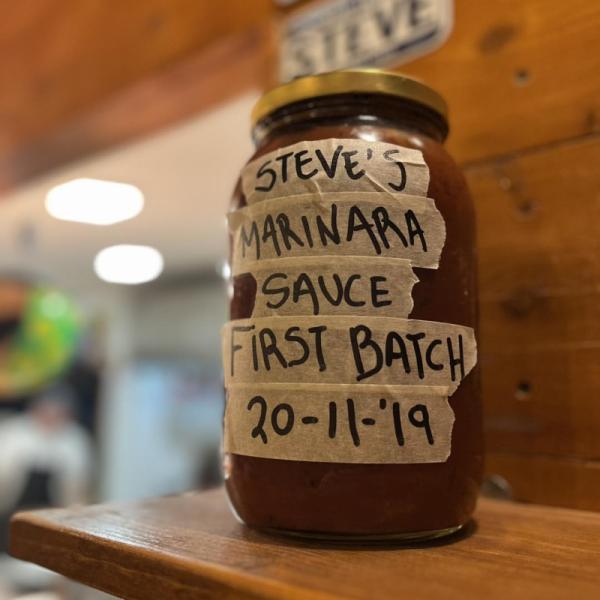 STEVE
STEVE'S
MARINARA
SAUCE
FIRST BATCH
20-11-'19